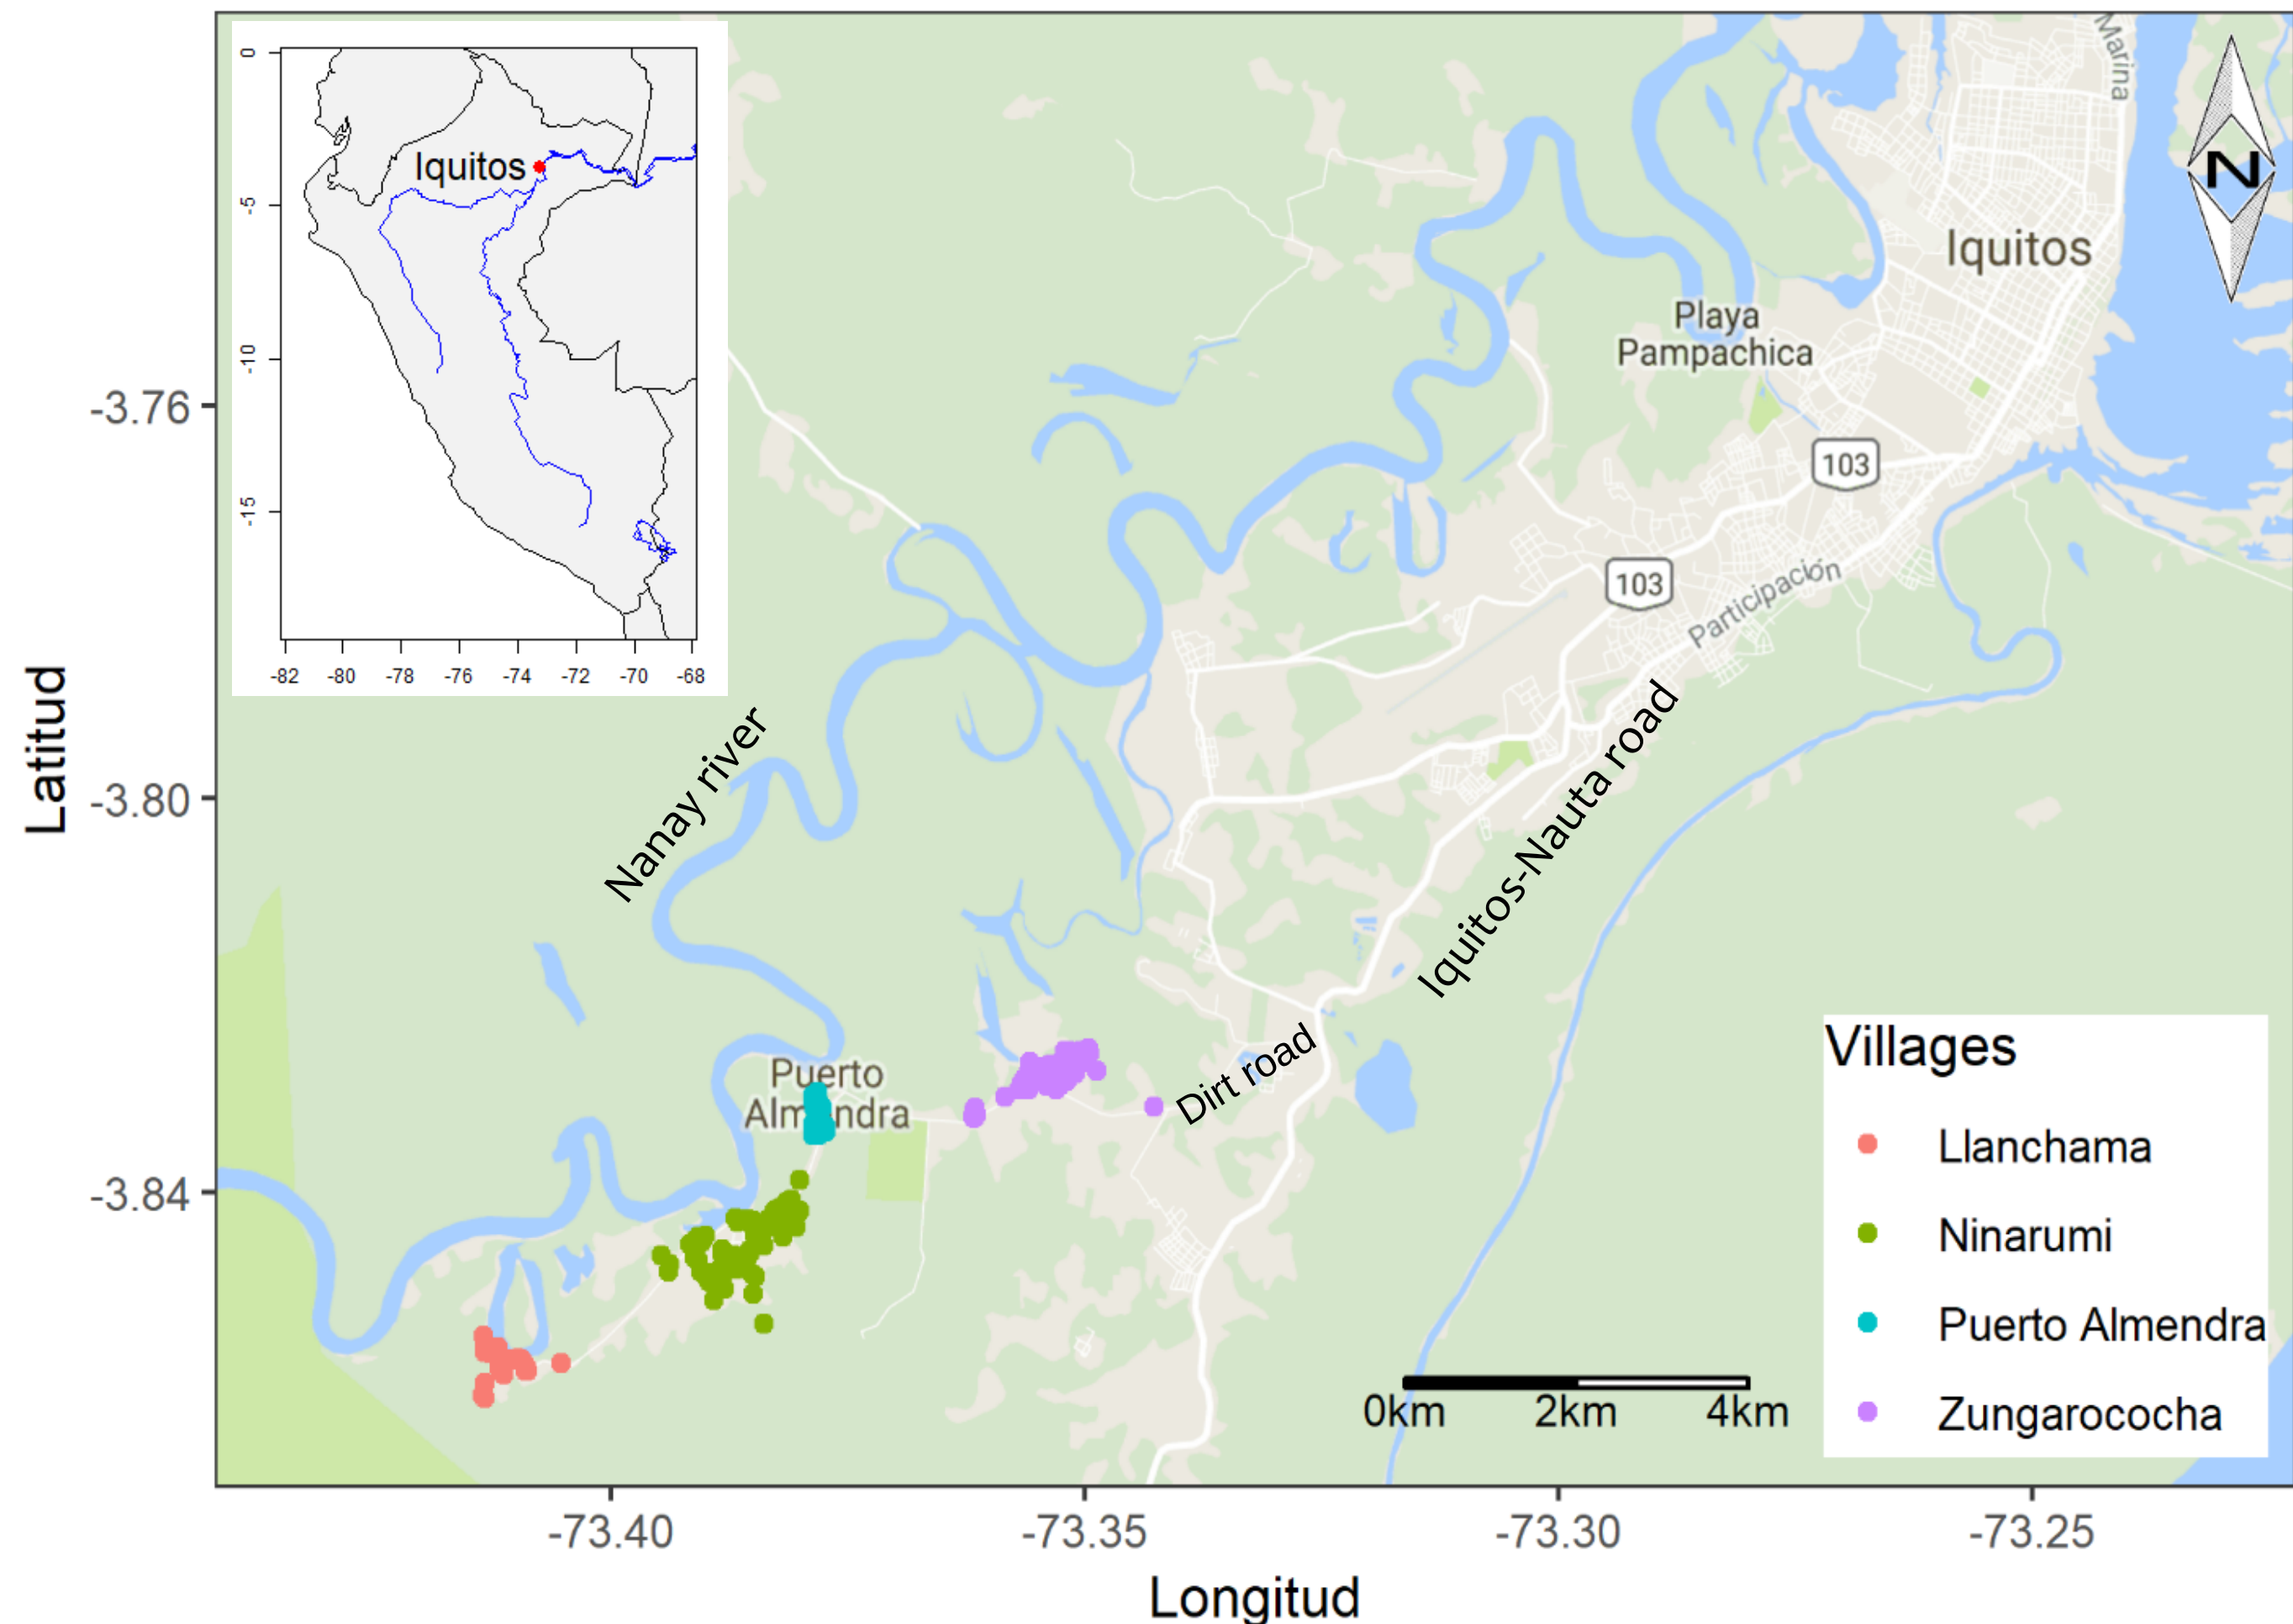 Marina
0
-5
-10
-15
Iquitos
-82
-80
-78
-76
-74
-72
-70
-68
N
Iquitos
Playa
Pampachica
103
103
Participación
Nanay river
Iquitos-Nauta road
Dirt road
Puerto
Almendra
Villages
Llanchama
Ninarumi
Puerto Almendra
Zungarococha
0km
2km
4km
-3.76
-3.80
-3.84
Latitud
-73.40
-73.35
-73.30
-73.25
Longitud